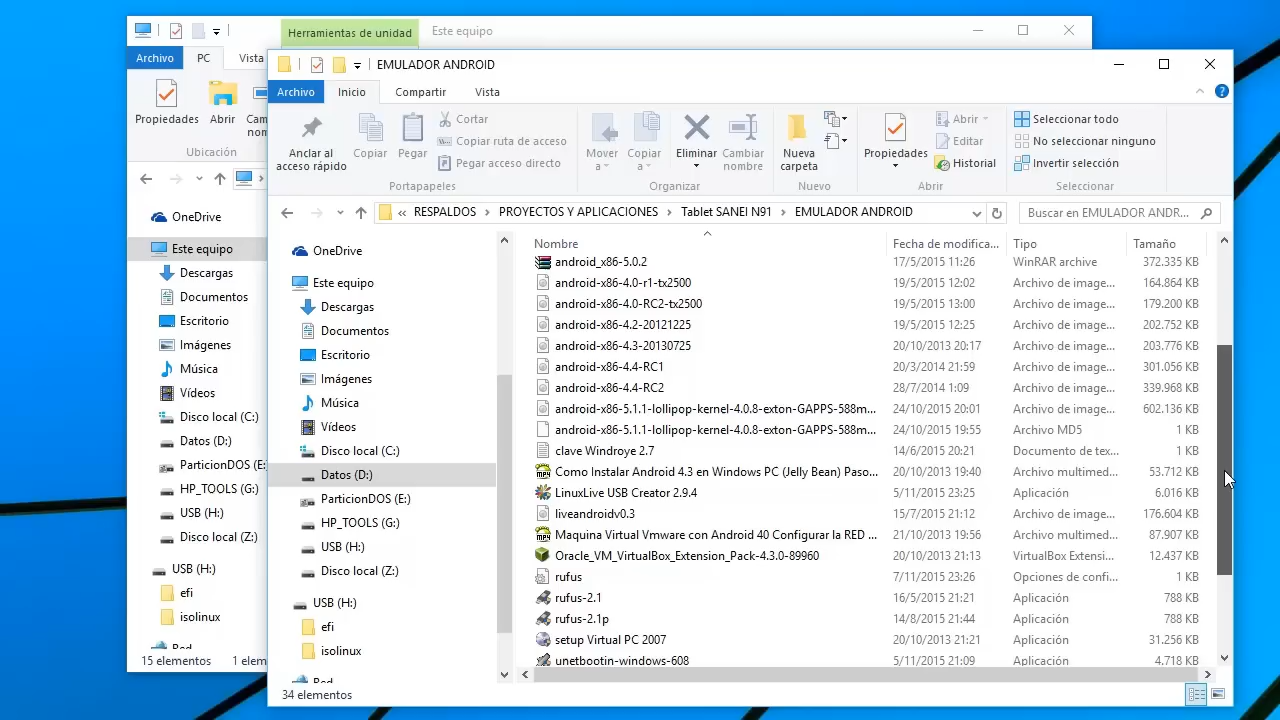 Herramientas de unidad
Este equipo
Archivo
PC
Vista
Propiedades
Abrir
Ubicación
OneDrive
Este equipo
Descargas
Documentos
Escritorio
Imágenes
Música
Vídeos
Disco local (C:)
Datos (D:)
ParticionDOS (E:
HP_TOOLS (G:)
USB (H:)
Disco local (Z:)
USB (H:)
efi
isolinux
15 elementos
1 elem
EMULADOR ANDROID
Archivo
Inicio
Compartir
Vista
Anclar al
acceso rápido
Copiar
Pegar
Cortar
Copiar ruta de acceso
Pegar acceso directo
Portapapeles
Mover
a
Copiar
a
Eliminar
Cambiar
nombre
Organizar
Nueva
carpeta
Nuevo
Propiedades
Abrir
Editar
Historial
Abrir
Seleccionar todo
No seleccionar ninguno
Invertir selección
Seleccionar
« RESPALDOS > PROYECTOS Y APLICACIONES > Tablet SANEI N91 > EMULADOR ANDROID
Buscar en EMULADOR ANDR...
OneDrive
Este equipo
Descargas
Documentos
Escritorio
Imágenes
Música
Vídeos
Disco local (C:)
Datos (D:)
ParticionDOS (E:)
HP_TOOLS (G:)
USB (H:)
Disco local (Z:)
USB (H:)
efi
isolinux
Nombre Fecha de modifica... Tipo Tamaño
android_x86-5.0.2 17/5/2015 11:26 WinRAR archive 372.335 KB
android-x86-4.0-r1-tx2500 19/5/2015 12:02 Archivo de image... 164.864 KB
android-x86-4.0-RC2-tx2500 19/5/2015 13:00 Archivo de image... 179.200 KB
android-x86-4.2-20121225 19/5/2015 12:25 Archivo de image... 202.752 KB
android-x86-4.3-20130725 20/10/2013 20:17 Archivo de image... 203.776 KB
android-x86-4.4-RC1 20/3/2014 21:59 Archivo de image... 301.056 KB
android-x86-4.4-RC2 28/7/2014 1:09 Archivo de image... 339.968 KB
android-x86-5.1.1-lollipop-kernel-4.0.8-exton-GAPPS-588m... 24/10/2015 20:01 Archivo de image... 602.136 KB
android-x86-5.1.1-lollipop-kernel-4.0.8-exton-GAPPS-588m... 24/10/2015 19:55 Archivo MD5 1 KB
clave Windroye 2.7 14/6/2015 20:21 Documento de tex... 1 KB
Como Instalar Android 4.3 en Windows PC (Jelly Bean) Paso... 20/10/2013 19:40 Archivo multimed... 53.712 KB
LinuxLive USB Creator 2.9.4 5/11/2015 23:25 Aplicación 6.016 KB
liveandroidv0.3 15/7/2015 21:12 Archivo de image... 176.604 KB
Maquina Virtual Vmware con Android 40 Configurar la RED ... 21/10/2013 19:56 Archivo multimed... 87.907 KB
Oracle_VM_VirtualBox_Extension_Pack-4.3.0-89960 20/10/2013 21:13 VirtualBox Extensi... 12.437 KB
rufus 7/11/2015 23:26 Opciones de confi... 1 KB
rufus-2.1 16/5/2015 21:21 Aplicación 788 KB
rufus-2.1p 14/8/2015 21:44 Aplicación 788 KB
setup Virtual PC 2007 20/10/2013 21:21 Aplicación 31.256 KB
unetbootin-windows-608 5/11/2015 21:09 Aplicación 4.718 KB
34 elementos